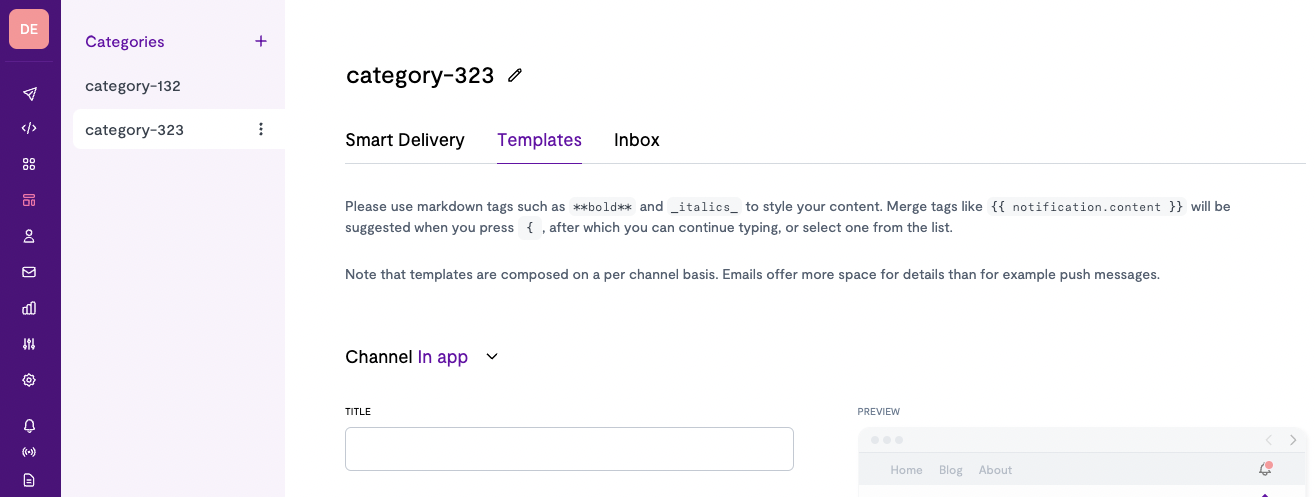 DE
Categories
category-132
category-323
category-323
Smart Delivery Templates Inbox
Please use markdown tags such as **bold** and _italics_ to style your content. Merge tags like {{ notification.content }} will be
suggested when you press { , after which you can continue typing, or select one from the list.
Note that templates are composed on a per channel basis. Emails offer more space for details than for example push messages.
Channel In app
TITLE
PREVIEW
Home Blog About